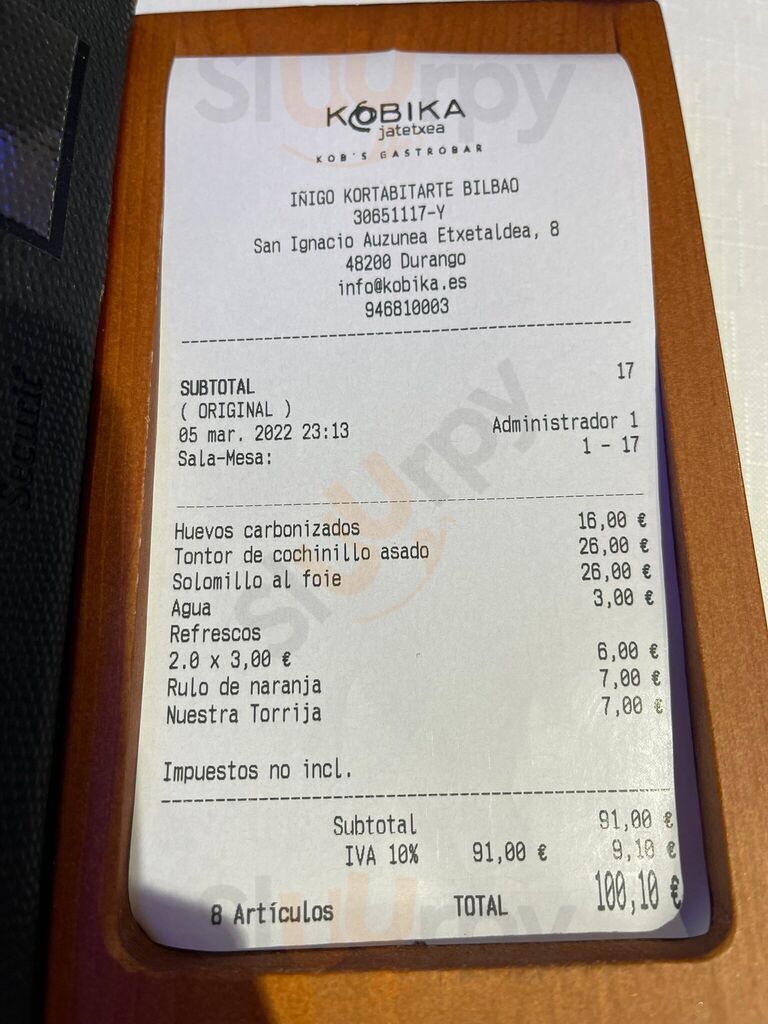 KOBIKA
jatetxea
KOB'S GASTROBAR
IÑIGO KORTABITARTE BILBAO
30651117-Y
San Ignacio Auzunea Etxetaldea, 8
48200 Durango
info@kobika.es
946810003
SUBTOTAL 17
( ORIGINAL )
05 mar. 2022 23:13 Administrador 1
Sala-Mesa: 1 - 17
Huevos carbonizados 16,00 €
Tontor de cochinillo asado 26,00 €
Solomillo al foie 26,00 €
Agua 3,00 €
Refrescos
2.0 x 3,00 € 6,00 €
Rulo de naranja 7,00 €
Nuestra Torrija 7,00 €
Impuestos no incl.
Subtotal 91,00 €
IVA 10% 91,00 € 9,10 €
8 Artículos TOTAL 100,10 €
Securit
Sluurpy
Sluurpy
Sluurpy